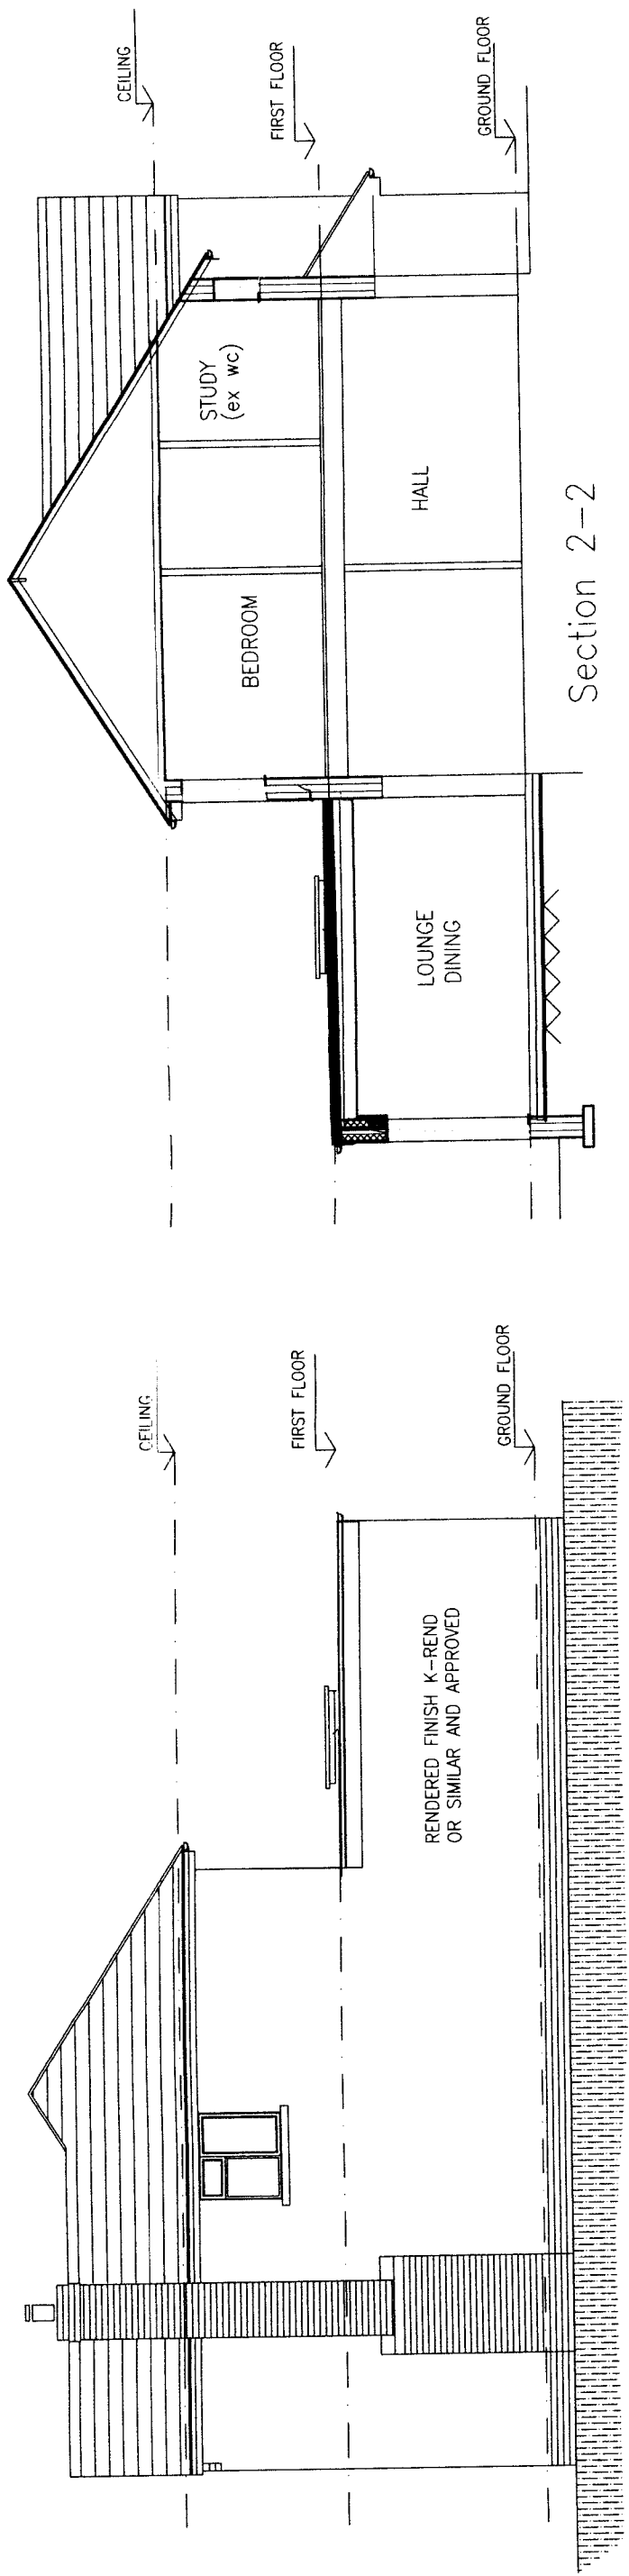 CEILING
FIRST FLOOR
GROUND FLOOR
RENDERED FINISH K-REND
OR SIMILAR AND APPROVED
CEILING
FIRST FLOOR
GROUND FLOOR
BEDROOM
STUDY
(ex wc)
LOUNGE
DINING
HALL
Section 2-2